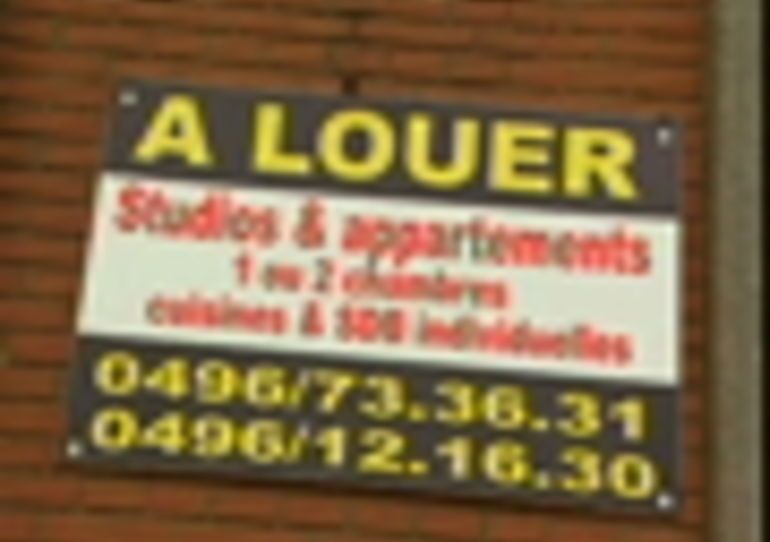 A LOUER
Studios & appartements
1 ou 2 chambres
cuisines & SDB individuelles
0496/73.36.31
0496/12.16.30